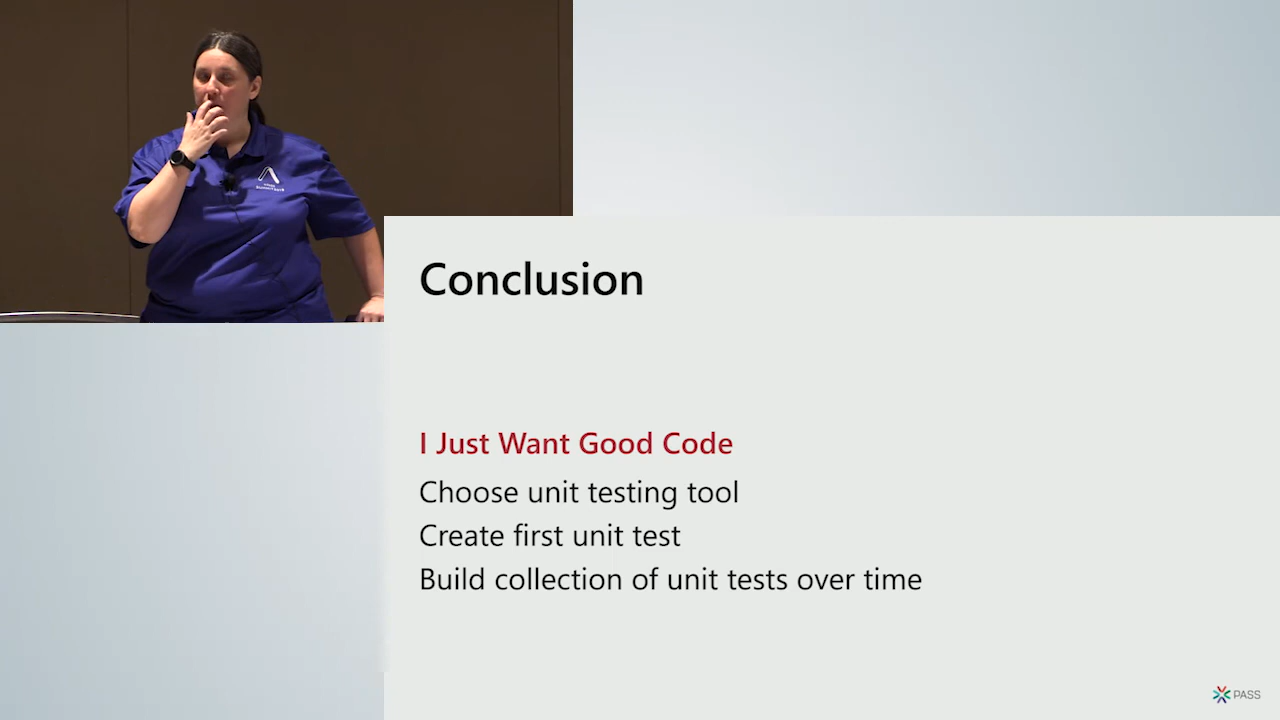 Conclusion
I Just Want Good Code
Choose unit testing tool
Create first unit test
Build collection of unit tests over time
PASS